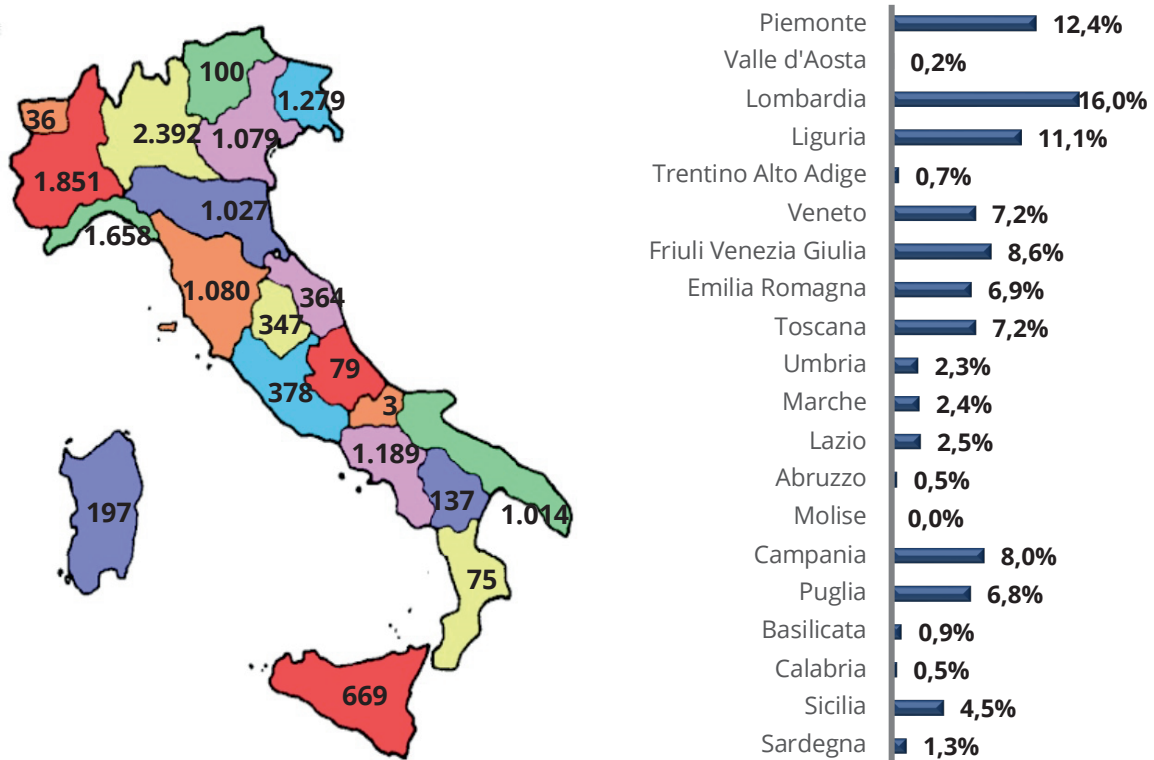 100
1.279
36
2.392
1.079
1.851
1.027
1.658
1.080
364
347
79
378
3
1.189
137
1.014
197
75
669
Piemonte 12,4%
Valle d'Aosta 0,2%
Lombardia 16,0%
Liguria 11,1%
Trentino Alto Adige 0,7%
Veneto 7,2%
Friuli Venezia Giulia 8,6%
Emilia Romagna 6,9%
Toscana 7,2%
Umbria 2,3%
Marche 2,4%
Lazio 2,5%
Abruzzo 0,5%
Molise 0,0%
Campania 8,0%
Puglia 6,8%
Basilicata 0,9%
Calabria 0,5%
Sicilia 4,5%
Sardegna 1,3%